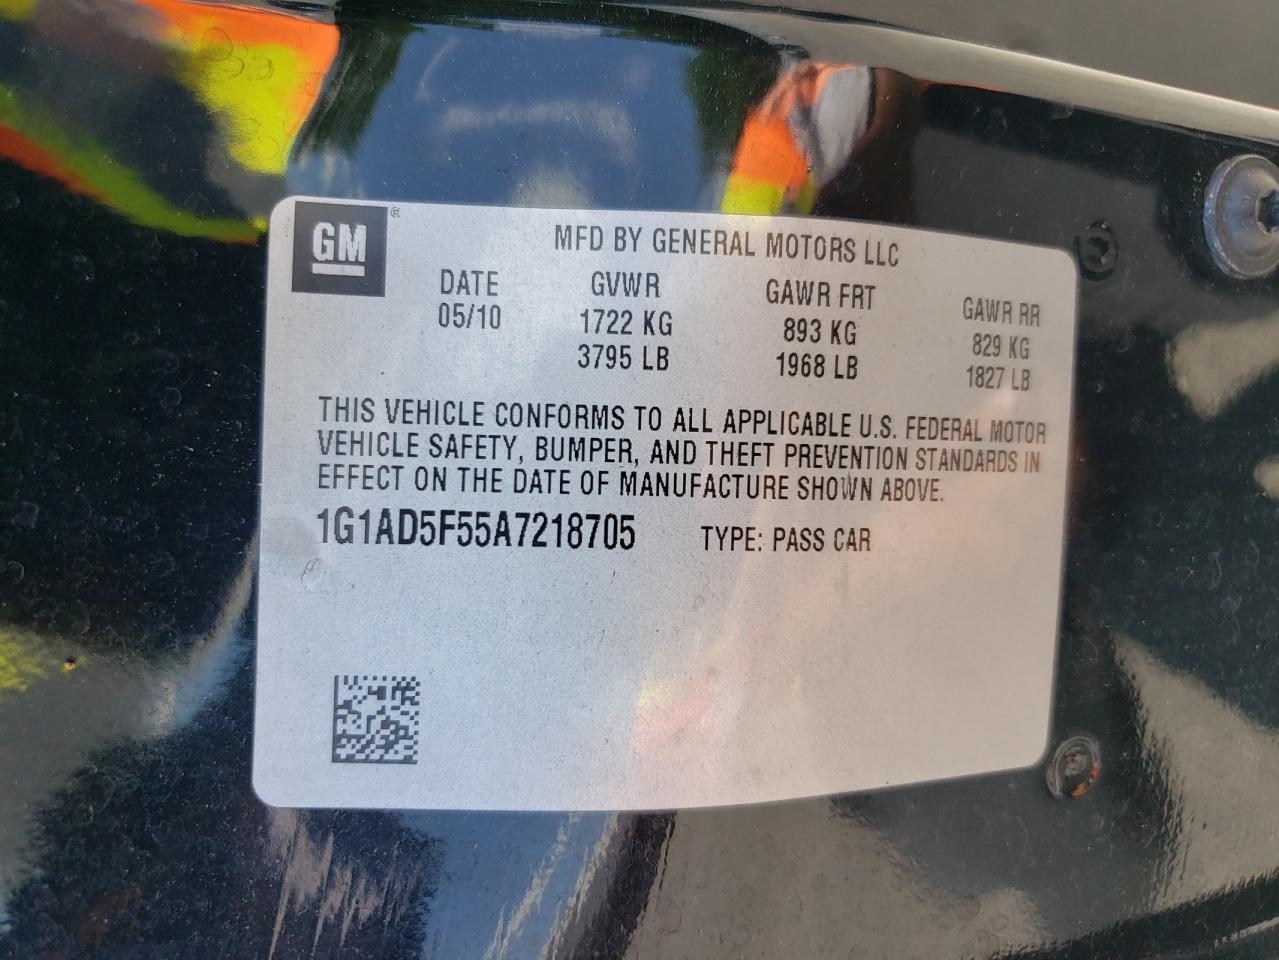 GM ®
MFD BY GENERAL MOTORS LLC
DATE GVWR GAWR FRT GAWR RR
05/10 1722 KG 893 KG 829 KG
3795 LB 1968 LB 1827 LB
THIS VEHICLE CONFORMS TO ALL APPLICABLE U.S. FEDERAL MOTOR
VEHICLE SAFETY, BUMPER, AND THEFT PREVENTION STANDARDS IN
EFFECT ON THE DATE OF MANUFACTURE SHOWN ABOVE.
1G1AD5F55A7218705 TYPE: PASS CAR